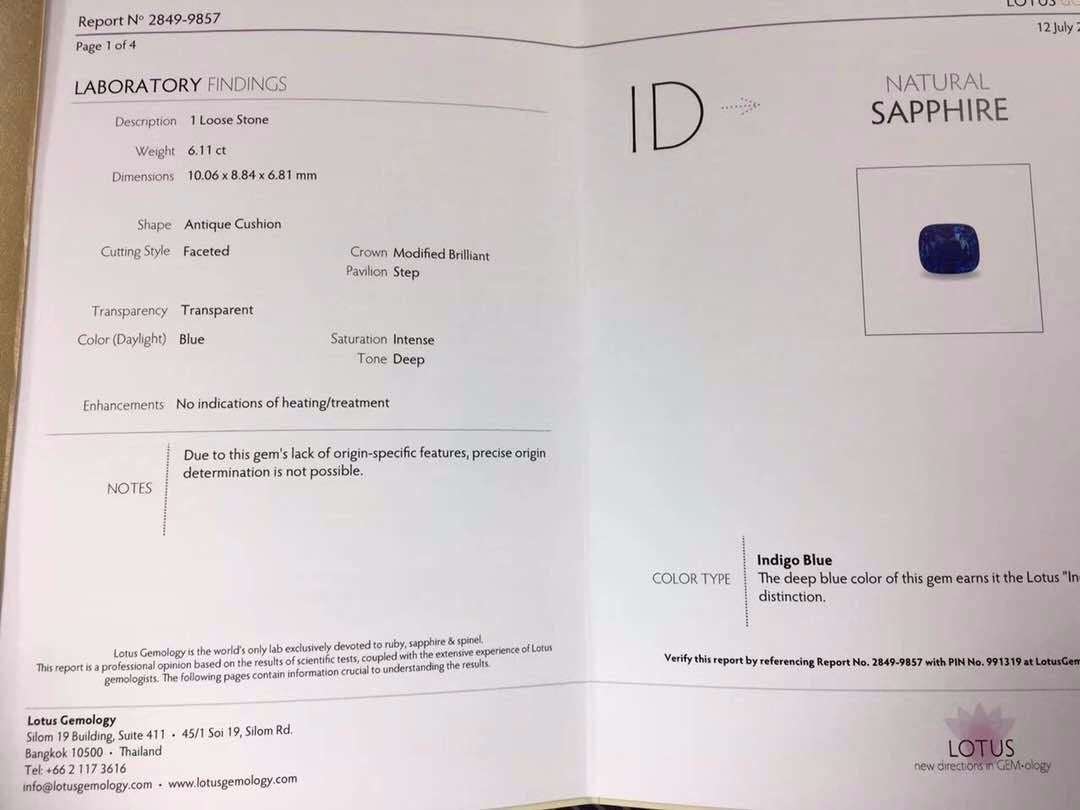 Report Nº 2849-9857
Page 1 of 4
LABORATORY FINDINGS
Description 1 Loose Stone
Weight 6.11 ct
Dimensions 10.06 x 8.84 x 6.81 mm
Shape Antique Cushion
Cutting Style Faceted
Crown Modified Brilliant
Pavilion Step
Transparency Transparent
Color (Daylight) Blue
Saturation Intense
Tone Deep
Enhancements No indications of heating/treatment
NOTES
Due to this gem's lack of origin-specific features, precise origin
determination is not possible.
Lotus Gemology is the world's only lab exclusively devoted to ruby, sapphire & spinel.
This report is a professional opinion based on the results of scientific tests, coupled with the extensive experience of Lotus
gemologists. The following pages contain information crucial to understanding the results.
Lotus Gemology
Silom 19 Building, Suite 411 • 45/1 Soi 19, Silom Rd.
Bangkok 10500 • Thailand
Tel: +66 2 117 3616
info@lotusgemology.com • www.lotusgemology.com
12 July
ID
NATURAL
SAPPHIRE
COLOR TYPE
Indigo Blue
The deep blue color of this gem earns it the Lotus "In
distinction.
Verify this report by referencing Report No. 2849-9857 with PIN No. 991319 at LotusGem
LOTUS
new directions in GEM•ology